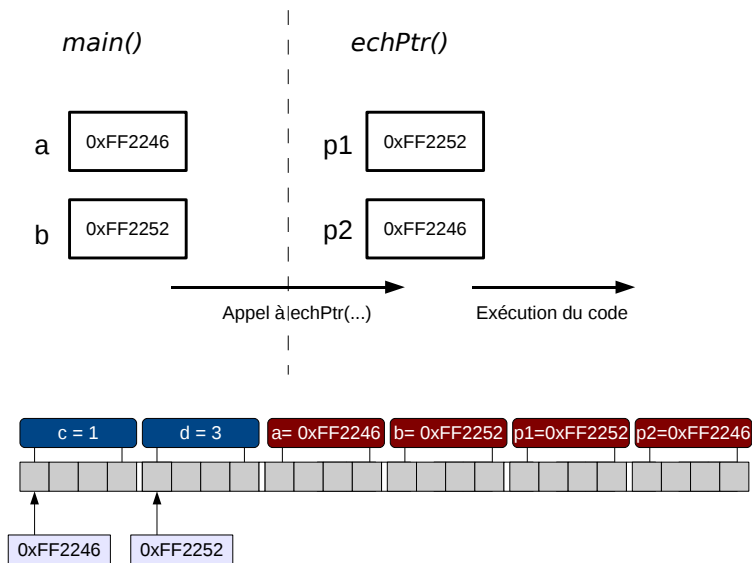 main() echPtr()
a 0xFF2246 p1 0xFF2252
b 0xFF2252 p2 0xFF2246
Appel à echPtr(...) Exécution du code
c = 1 d = 3 a= 0xFF2246 b= 0xFF2252 p1=0xFF2252 p2=0xFF2246
0xFF2246 0xFF2252